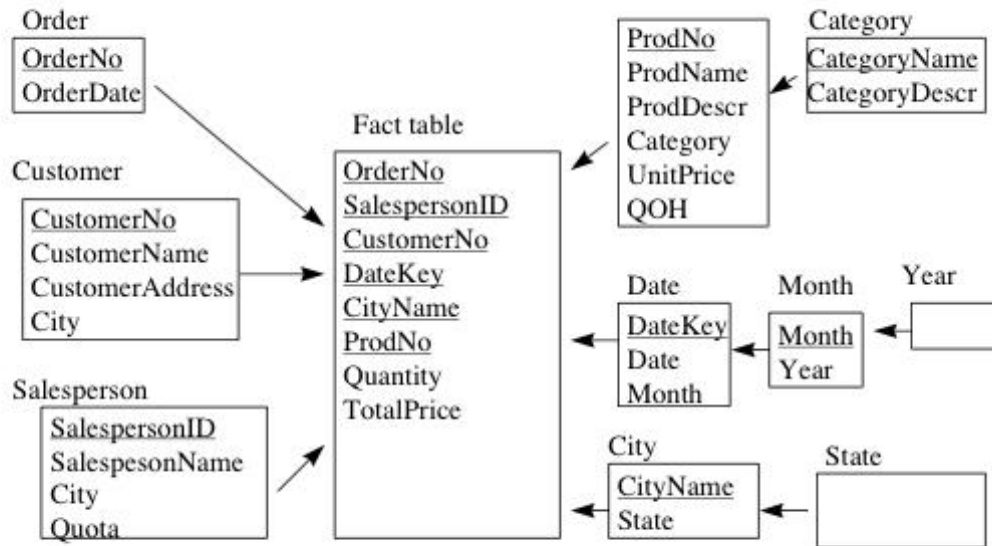 Order
OrderNo
OrderDate
Customer
CustomerNo
CustomerName
CustomerAddress
City
Salesperson
SalespersonID
SalespesonName
City
Quota
Fact table
OrderNo
SalespersonID
CustomerNo
DateKey
CityName
ProdNo
Quantity
TotalPrice
ProdNo
ProdName
ProdDescr
Category
UnitPrice
QOH
Category
CategoryName
CategoryDescr
Date
DateKey
Date
Month
Month
Month
Year
Year
City
CityName
State
State